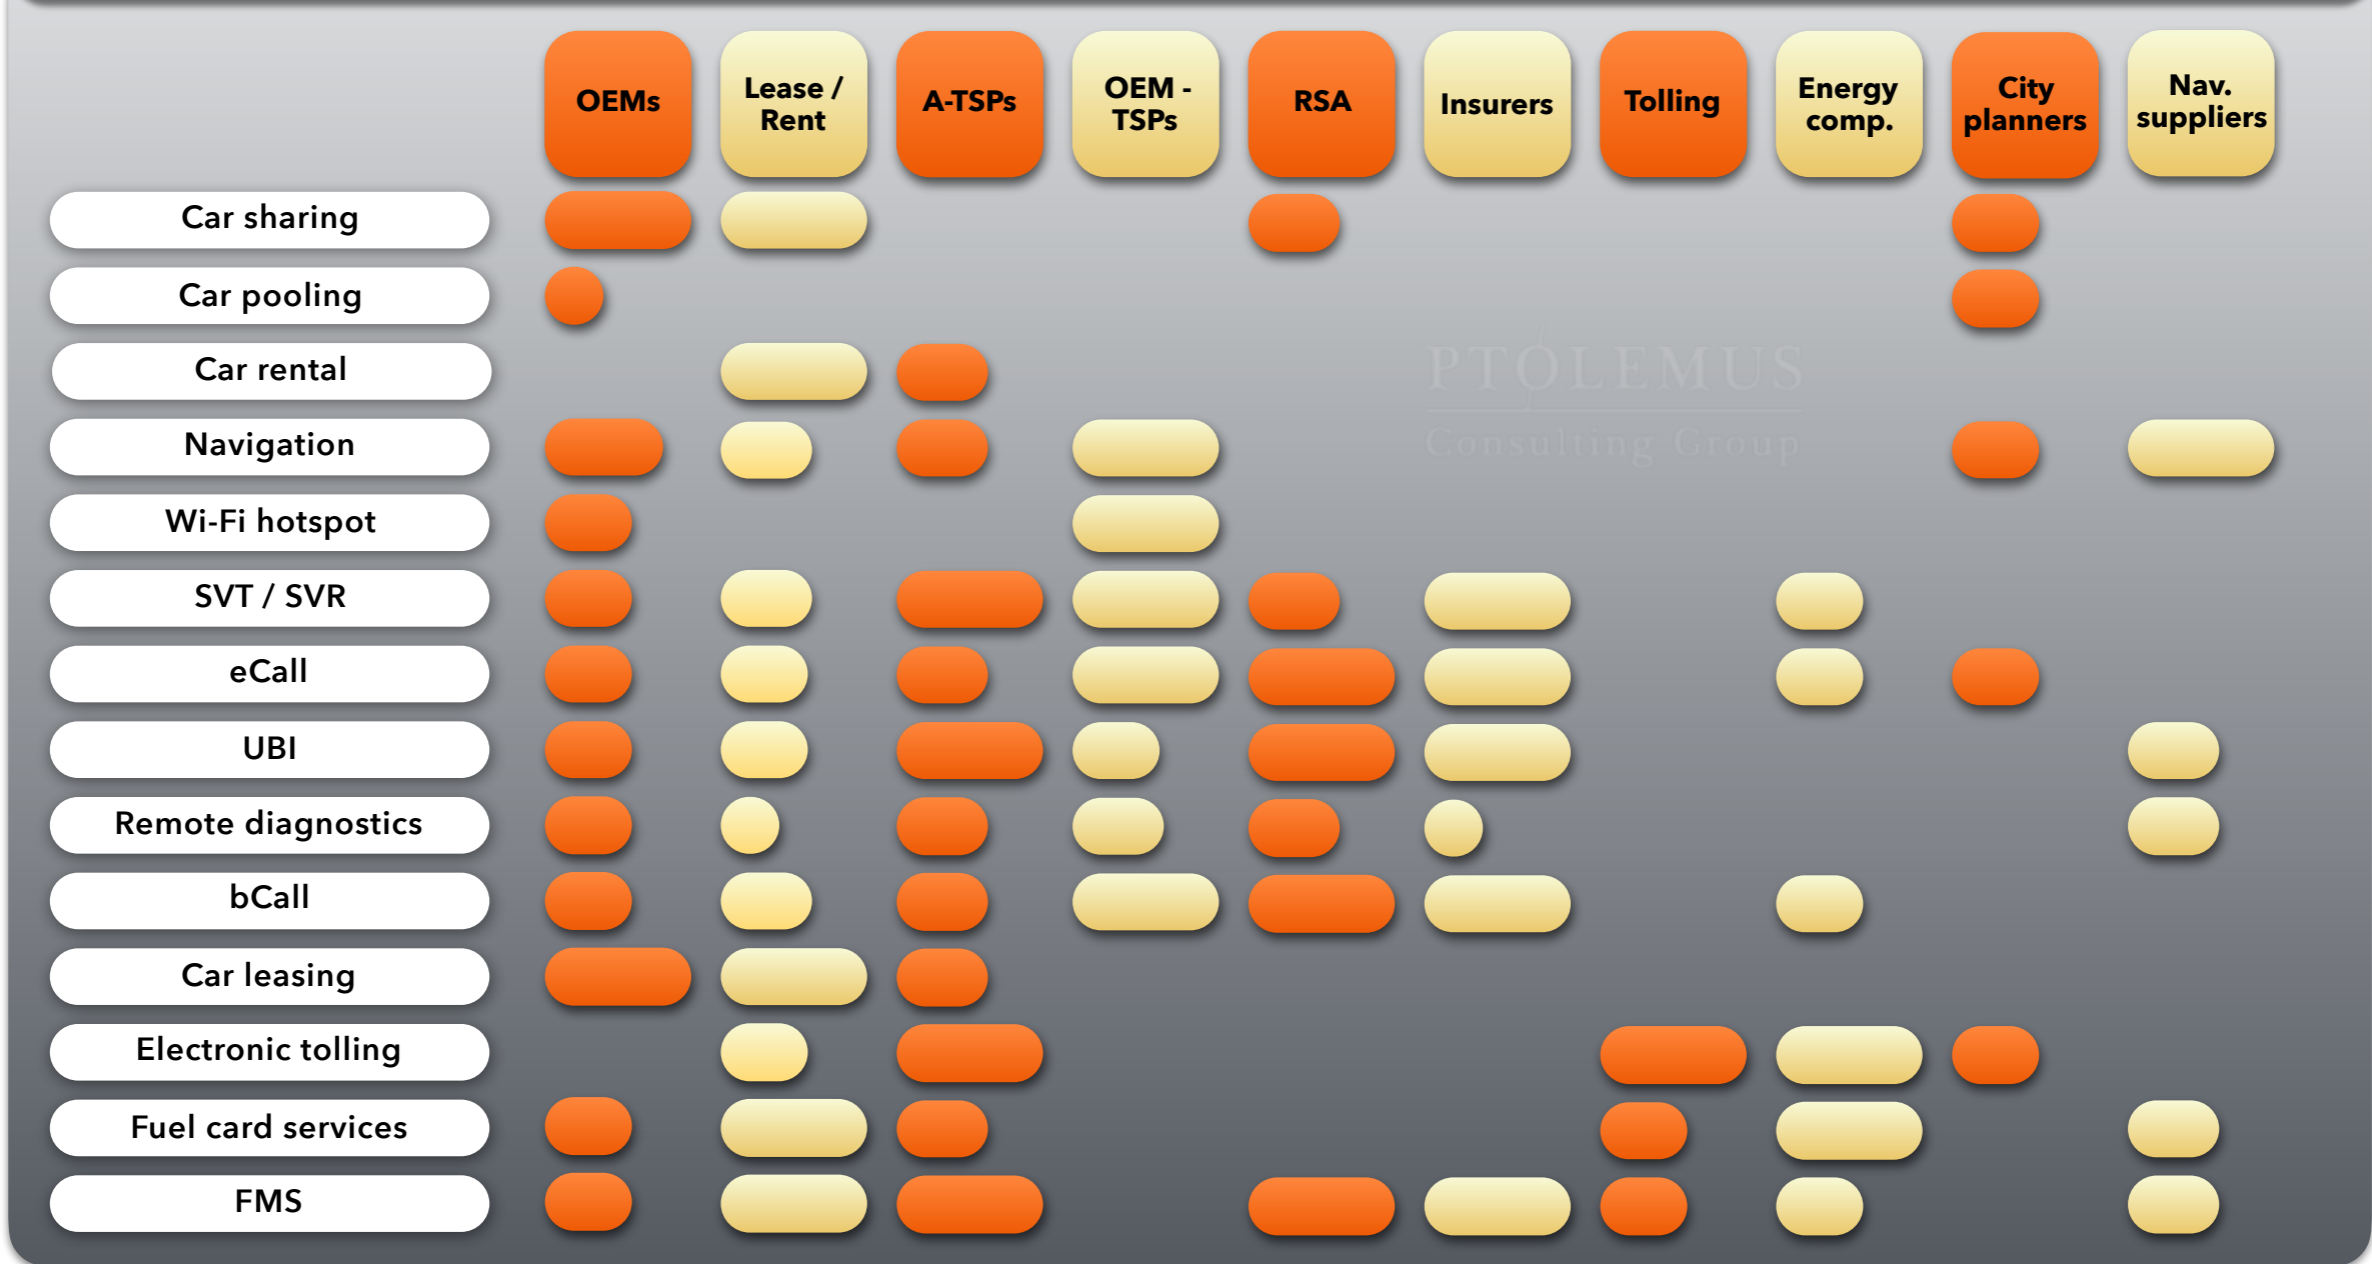 OEMs
Lease /
Rent
A-TSPs
OEM -
TSPs
RSA
Insurers
Tolling
Energy
comp.
City
planners
Nav.
suppliers
Car sharing
Car pooling
Car rental
PTOLEMUS
Consulting Group
Navigation
Wi-Fi hotspot
SVT / SVR
eCall
UBI
Remote diagnostics
bCall
Car leasing
Electronic tolling
Fuel card services
FMS